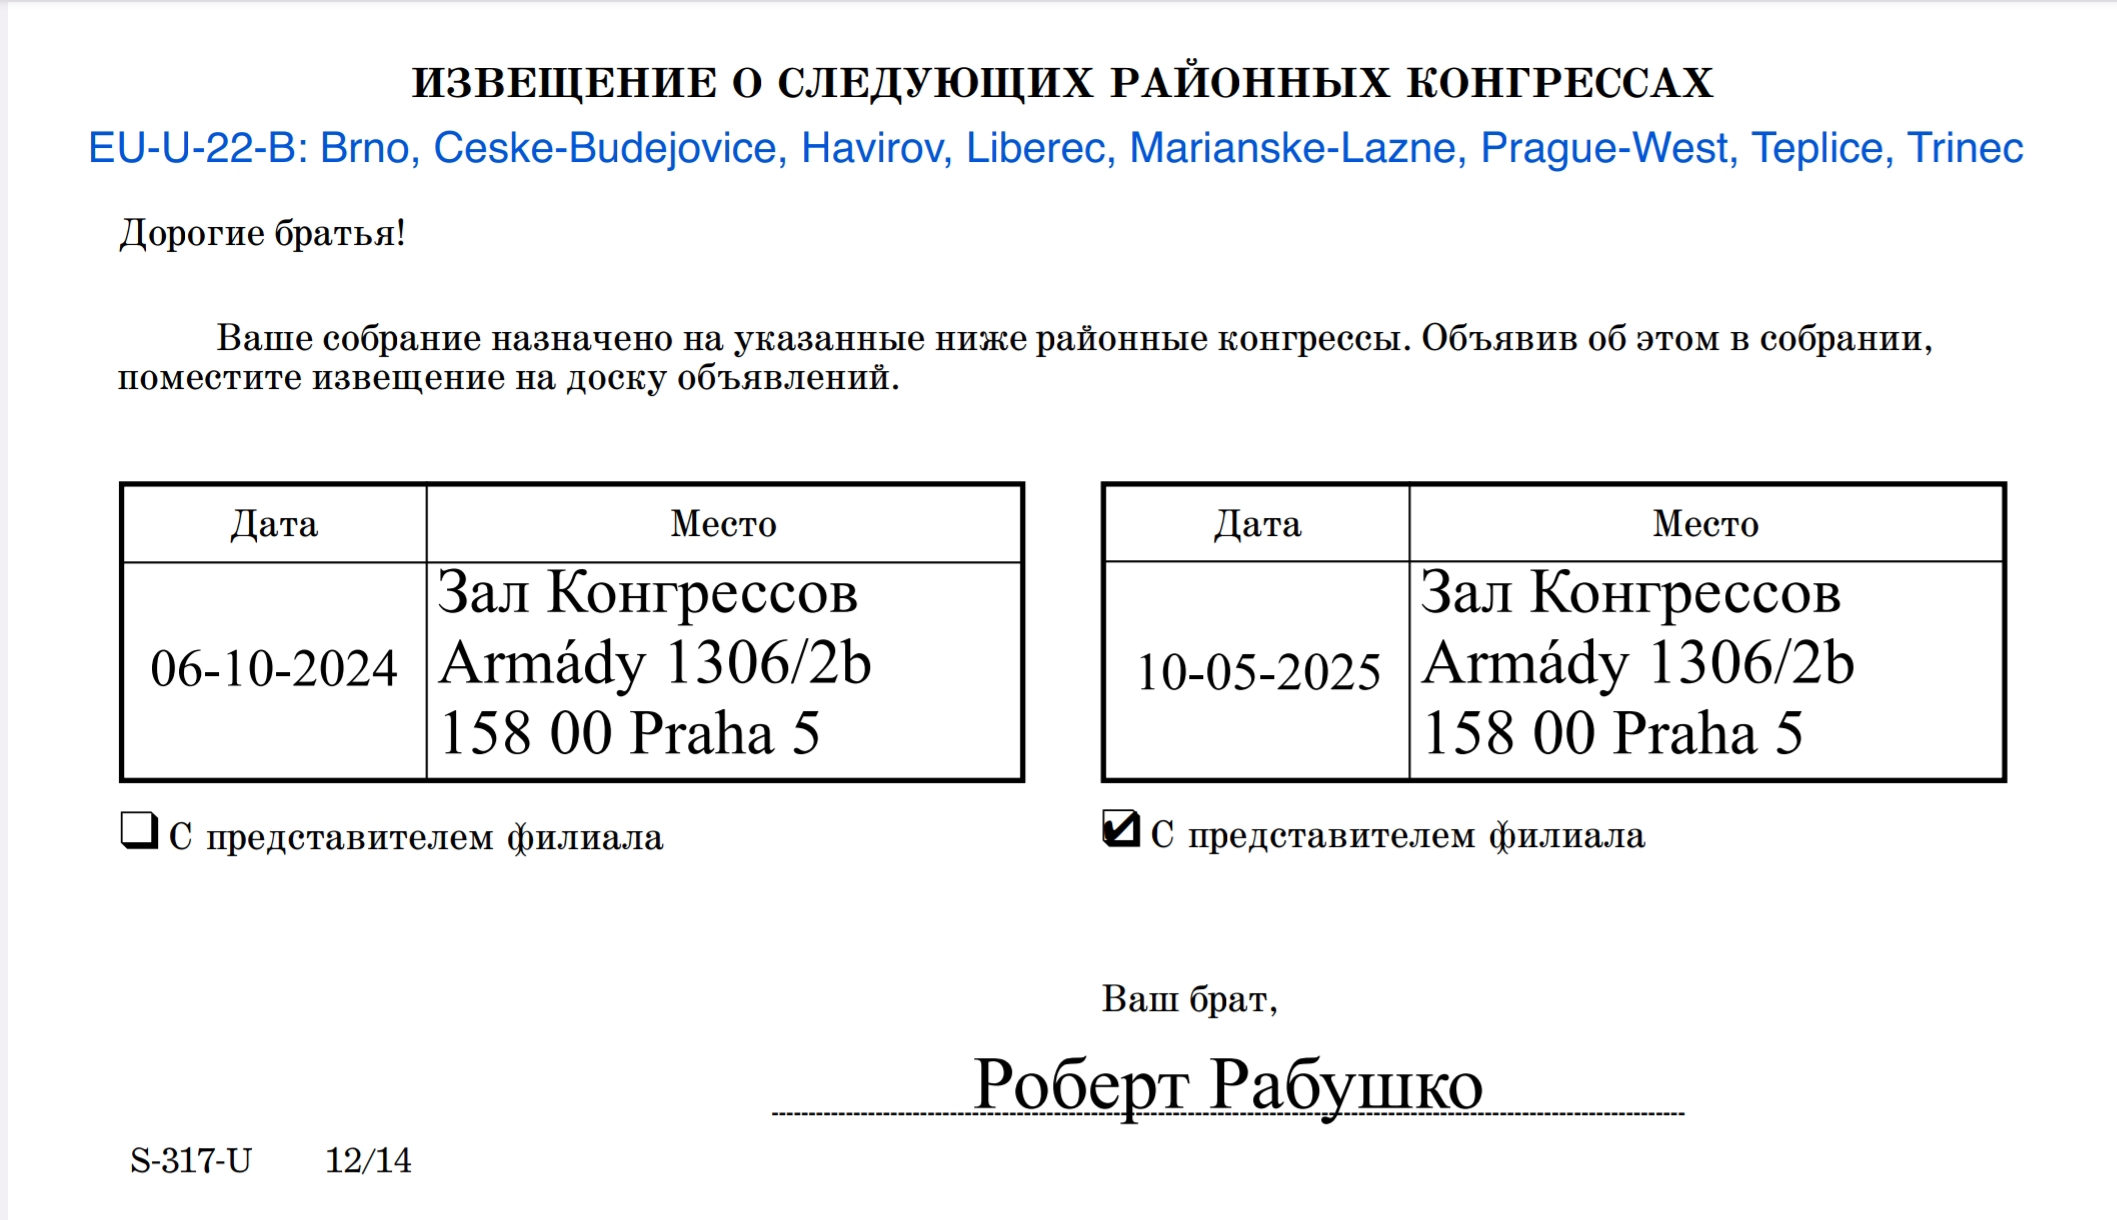 ИЗВЕЩЕНИЕ О СЛЕДУЮЩИХ РАЙОННЫХ КОНГРЕССАХ
EU-U-22-B: Brno, Ceske-Budejovice, Havirov, Liberec, Marianske-Lazne, Prague-West, Teplice, Trinec
Дорогие братья!
Ваше собрание назначено на указанные ниже районные конгрессы. Объявив об этом в собрании,
поместите извещение на доску объявлений.
Дата
Место
06-10-2024
Зал Конгрессов
Armády 1306/2b
158 00 Praha 5
С представителем филиала
Дата
Место
10-05-2025
Зал Конгрессов
Armády 1306/2b
158 00 Praha 5
С представителем филиала
Ваш брат,
Роберт Рабушко
S-317-U 12/14